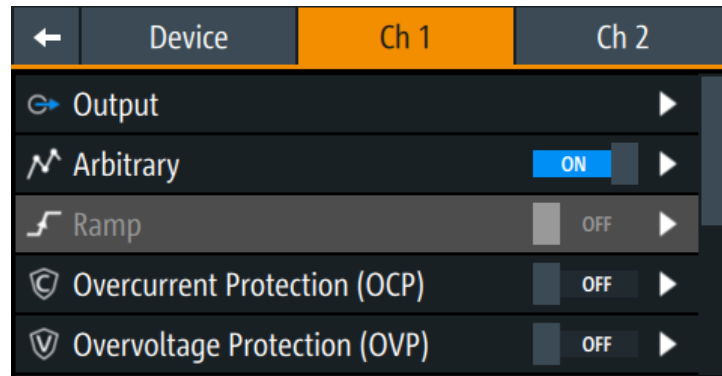 Device Ch 1 Ch 2
Output
Arbitrary ON
Ramp OFF
Overcurrent Protection (OCP) OFF
Overvoltage Protection (OVP) OFF